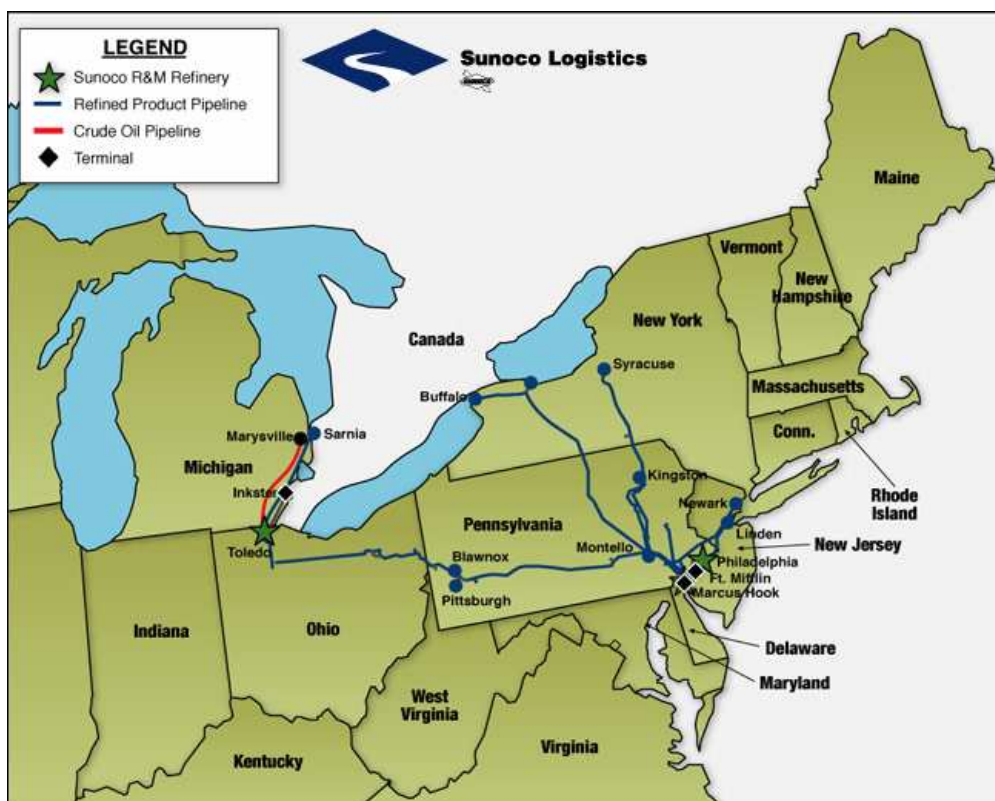 LEGEND
Sunoco R&M Refinery
Refined Product Pipeline
Crude Oil Pipeline
Terminal
Sunoco Logistics
SUNOCO
Maine
Vermont
New
Hampshire
New York
Canada
Syracuse
Massachusetts
Buffalo
Conn.
Marysville
Sarnia
Michigan
Kingston
Inkster
Rhode
Island
Newark
Pennsylvania
Linden
New Jersey
Toledo
Blawnox
Montello
Philadelphia
Ft. Mifflin
Marcus Hook
Pittsburgh
Indiana
Ohio
Delaware
Maryland
West
Virginia
Virginia
Kentucky